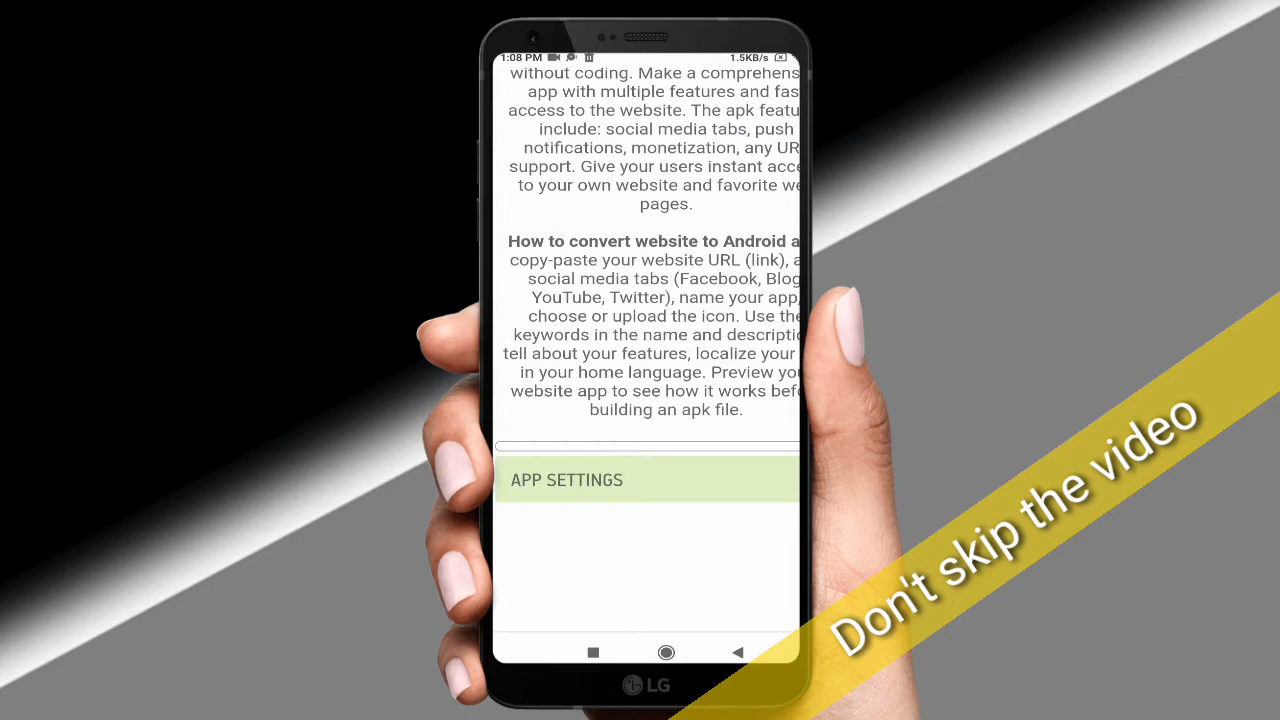 1:08 PM
1.5KB/s
without coding. Make a comprehens
app with multiple features and fas
access to the website. The apk featu
include: social media tabs, push
notifications, monetization, any UR
support. Give your users instant acce
to your own website and favorite we
pages.
How to convert website to Android a
copy-paste your website URL (link), a
social media tabs (Facebook, Blog
YouTube, Twitter), name your app,
choose or upload the icon. Use the
keywords in the name and descriptio
tell about your features, localize your
in your home language. Preview you
website app to see how it works befo
building an apk file.
APP SETTINGS
LG
Don't skip the video